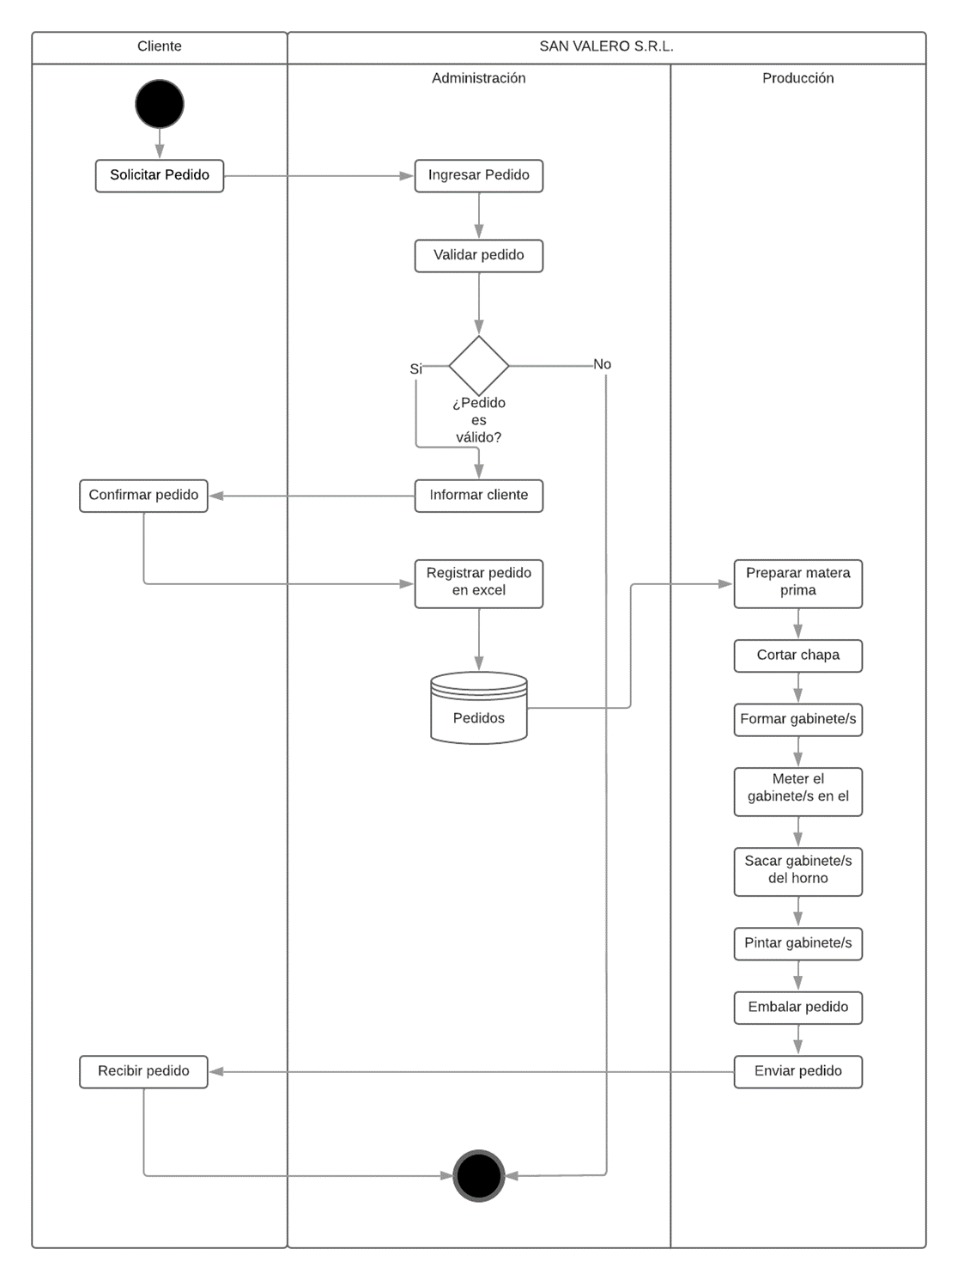 Cliente
SAN VALERO S.R.L.
Administración
Producción
Solicitar Pedido
Ingresar Pedido
Validar pedido
Si
No
¿Pedido
es
válido?
Confirmar pedido
Informar cliente
Registrar pedido
en excel
Preparar matera
prima
Cortar chapa
Pedidos
Formar gabinete/s
Meter el
gabinete/s en el
Sacar gabinete/s
del horno
Pintar gabinete/s
Embalar pedido
Recibir pedido
Enviar pedido